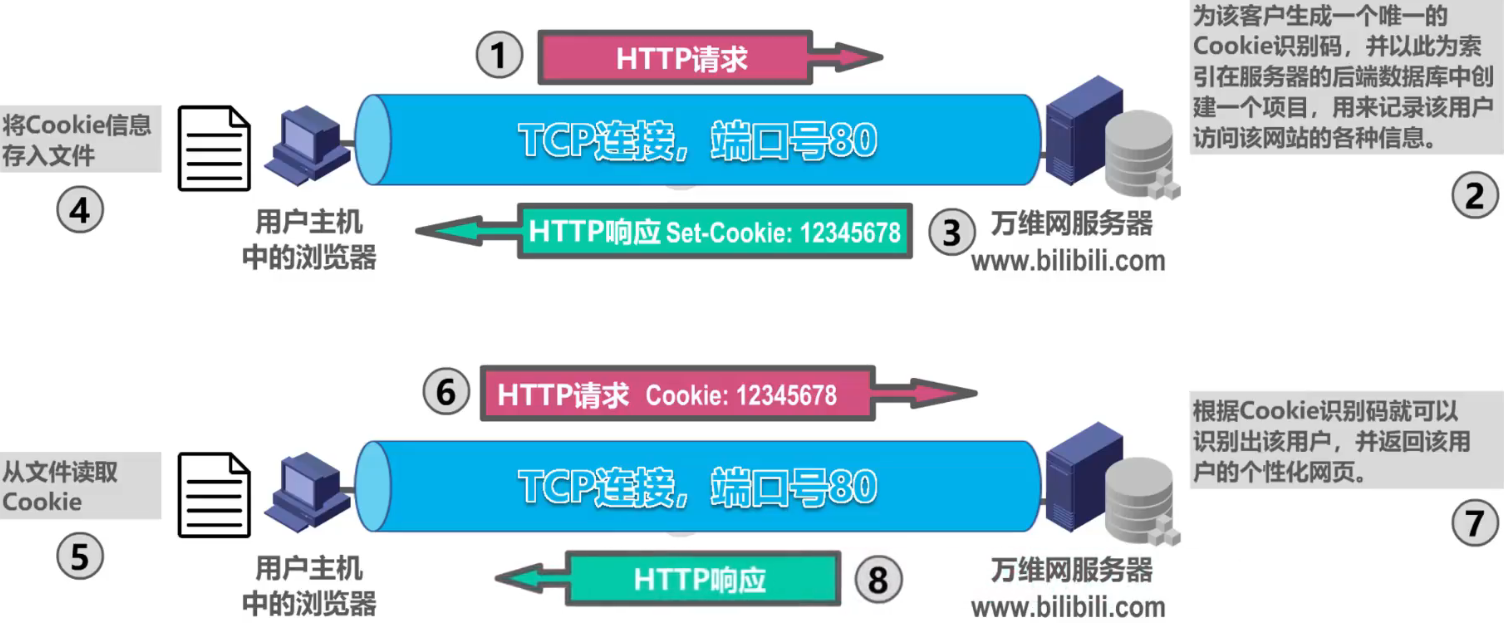 ①
HTTP请求
为该客户生成一个唯一的
Cookie识别码，并以此为索
引在服务器的后端数据库中创
建一个项目，用来记录该用户
访问该网站的各种信息。
②
将Cookie信息
存入文件
④
TCP连接，端口号80
用户主机
中的浏览器
HTTP响应 Set-Cookie: 12345678
③
万维网服务器
www.bilibili.com
⑥
HTTP请求 Cookie: 12345678
根据Cookie识别码就可以
识别出该用户，并返回该用
户的个性化网页。
⑦
从文件读取
Cookie
⑤
TCP连接，端口号80
用户主机
中的浏览器
HTTP响应
⑧
万维网服务器
www.bilibili.com